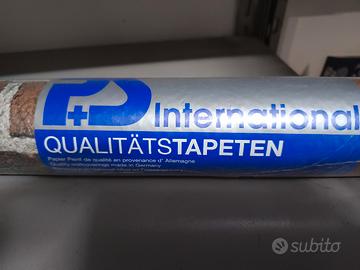 P+S International
QUALITÄTSTAPETEN
Papier Peint de qualité en provenance d' Allemagne
Quality wallcoverings made in Germany
subito